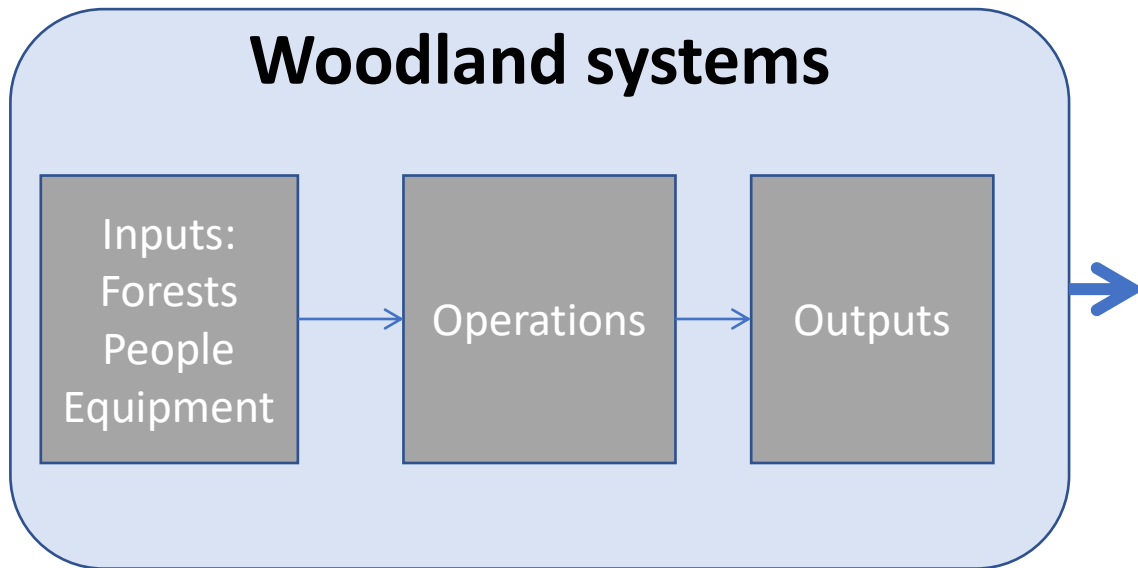 Woodland systems
Inputs:
Forests
People
Equipment
Operations
Outputs